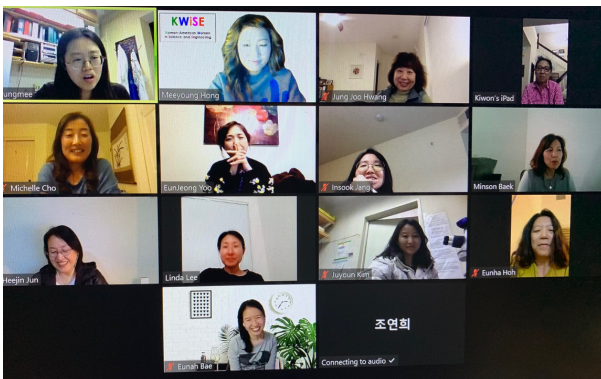 ungmee
KWiSE
Korean-American Women
in Science and Engineering
Meeyoung Hong
Jung Joo Hwang
Kiwon's iPad
Michelle Cho
EunJeong Yoo
Insook Jang
Minson Baek
Heejin Jun
Linda Lee
Juyoun Kim
Eunha Hoh
Eunah Bae
조연희
Connecting to audio